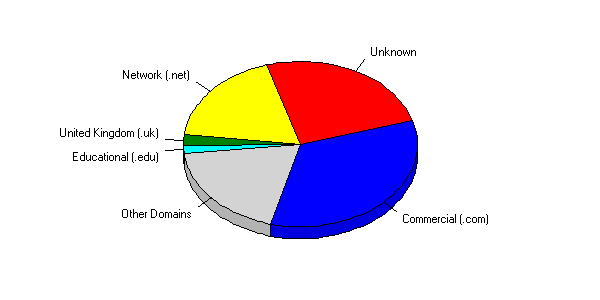 Unknown
Network (.net)
United Kingdom (.uk)
Educational (.edu)
Other Domains
Commercial (.com)